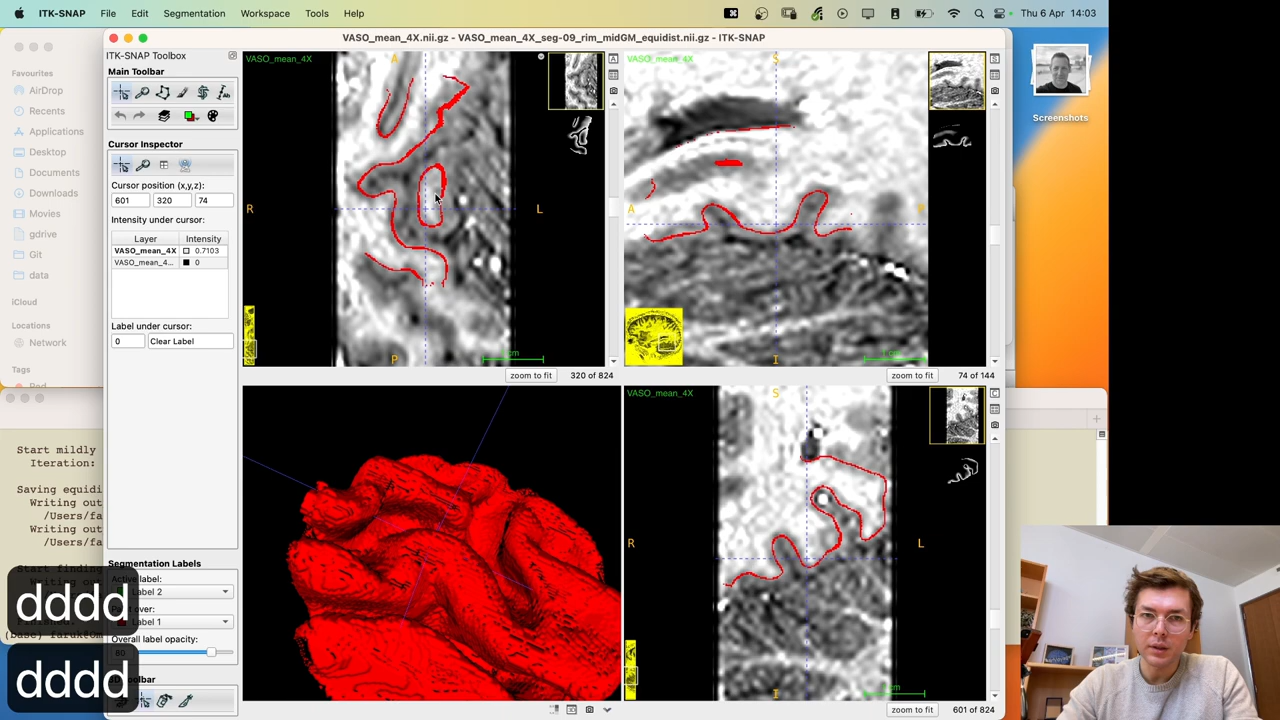 ITK-SNAP File Edit Segmentation Workspace Tools Help Thu 6 Apr 14:03
VASO_mean_4X.nii.gz - VASO_mean_4X_seg-09_rim_midGM_equidist.nii.gz - ITK-SNAP
Favourites
AirDrop
Recents
Applications
Desktop
Documents
Downloads
Movies
gdrive
Git
data
iCloud
Locations
Network
Tags
ITK-SNAP Toolbox
Main Toolbar
Cursor Inspector
Cursor position (x,y,z):
601 320 74
Intensity under cursor:
Layer Intensity
VASO_mean_4X 0.7103
VASO_mean_4... 0
Label under cursor:
0 Clear Label
Segmentation Labels
Label 2
Label 1
Overall label opacity:
80
VASO_mean_4X
A
R
L
P
zoom to fit
320 of 824
VASO_mean_4X
S
A
I
zoom to fit
74 of 144
VASO_mean_4X
S
R
L
I
zoom to fit
601 of 824
Start mildly
Iteration:
Saving equidi
Writing out
/Users/fa
Writing out
/Users/fa
dddd
dddd
Screenshots